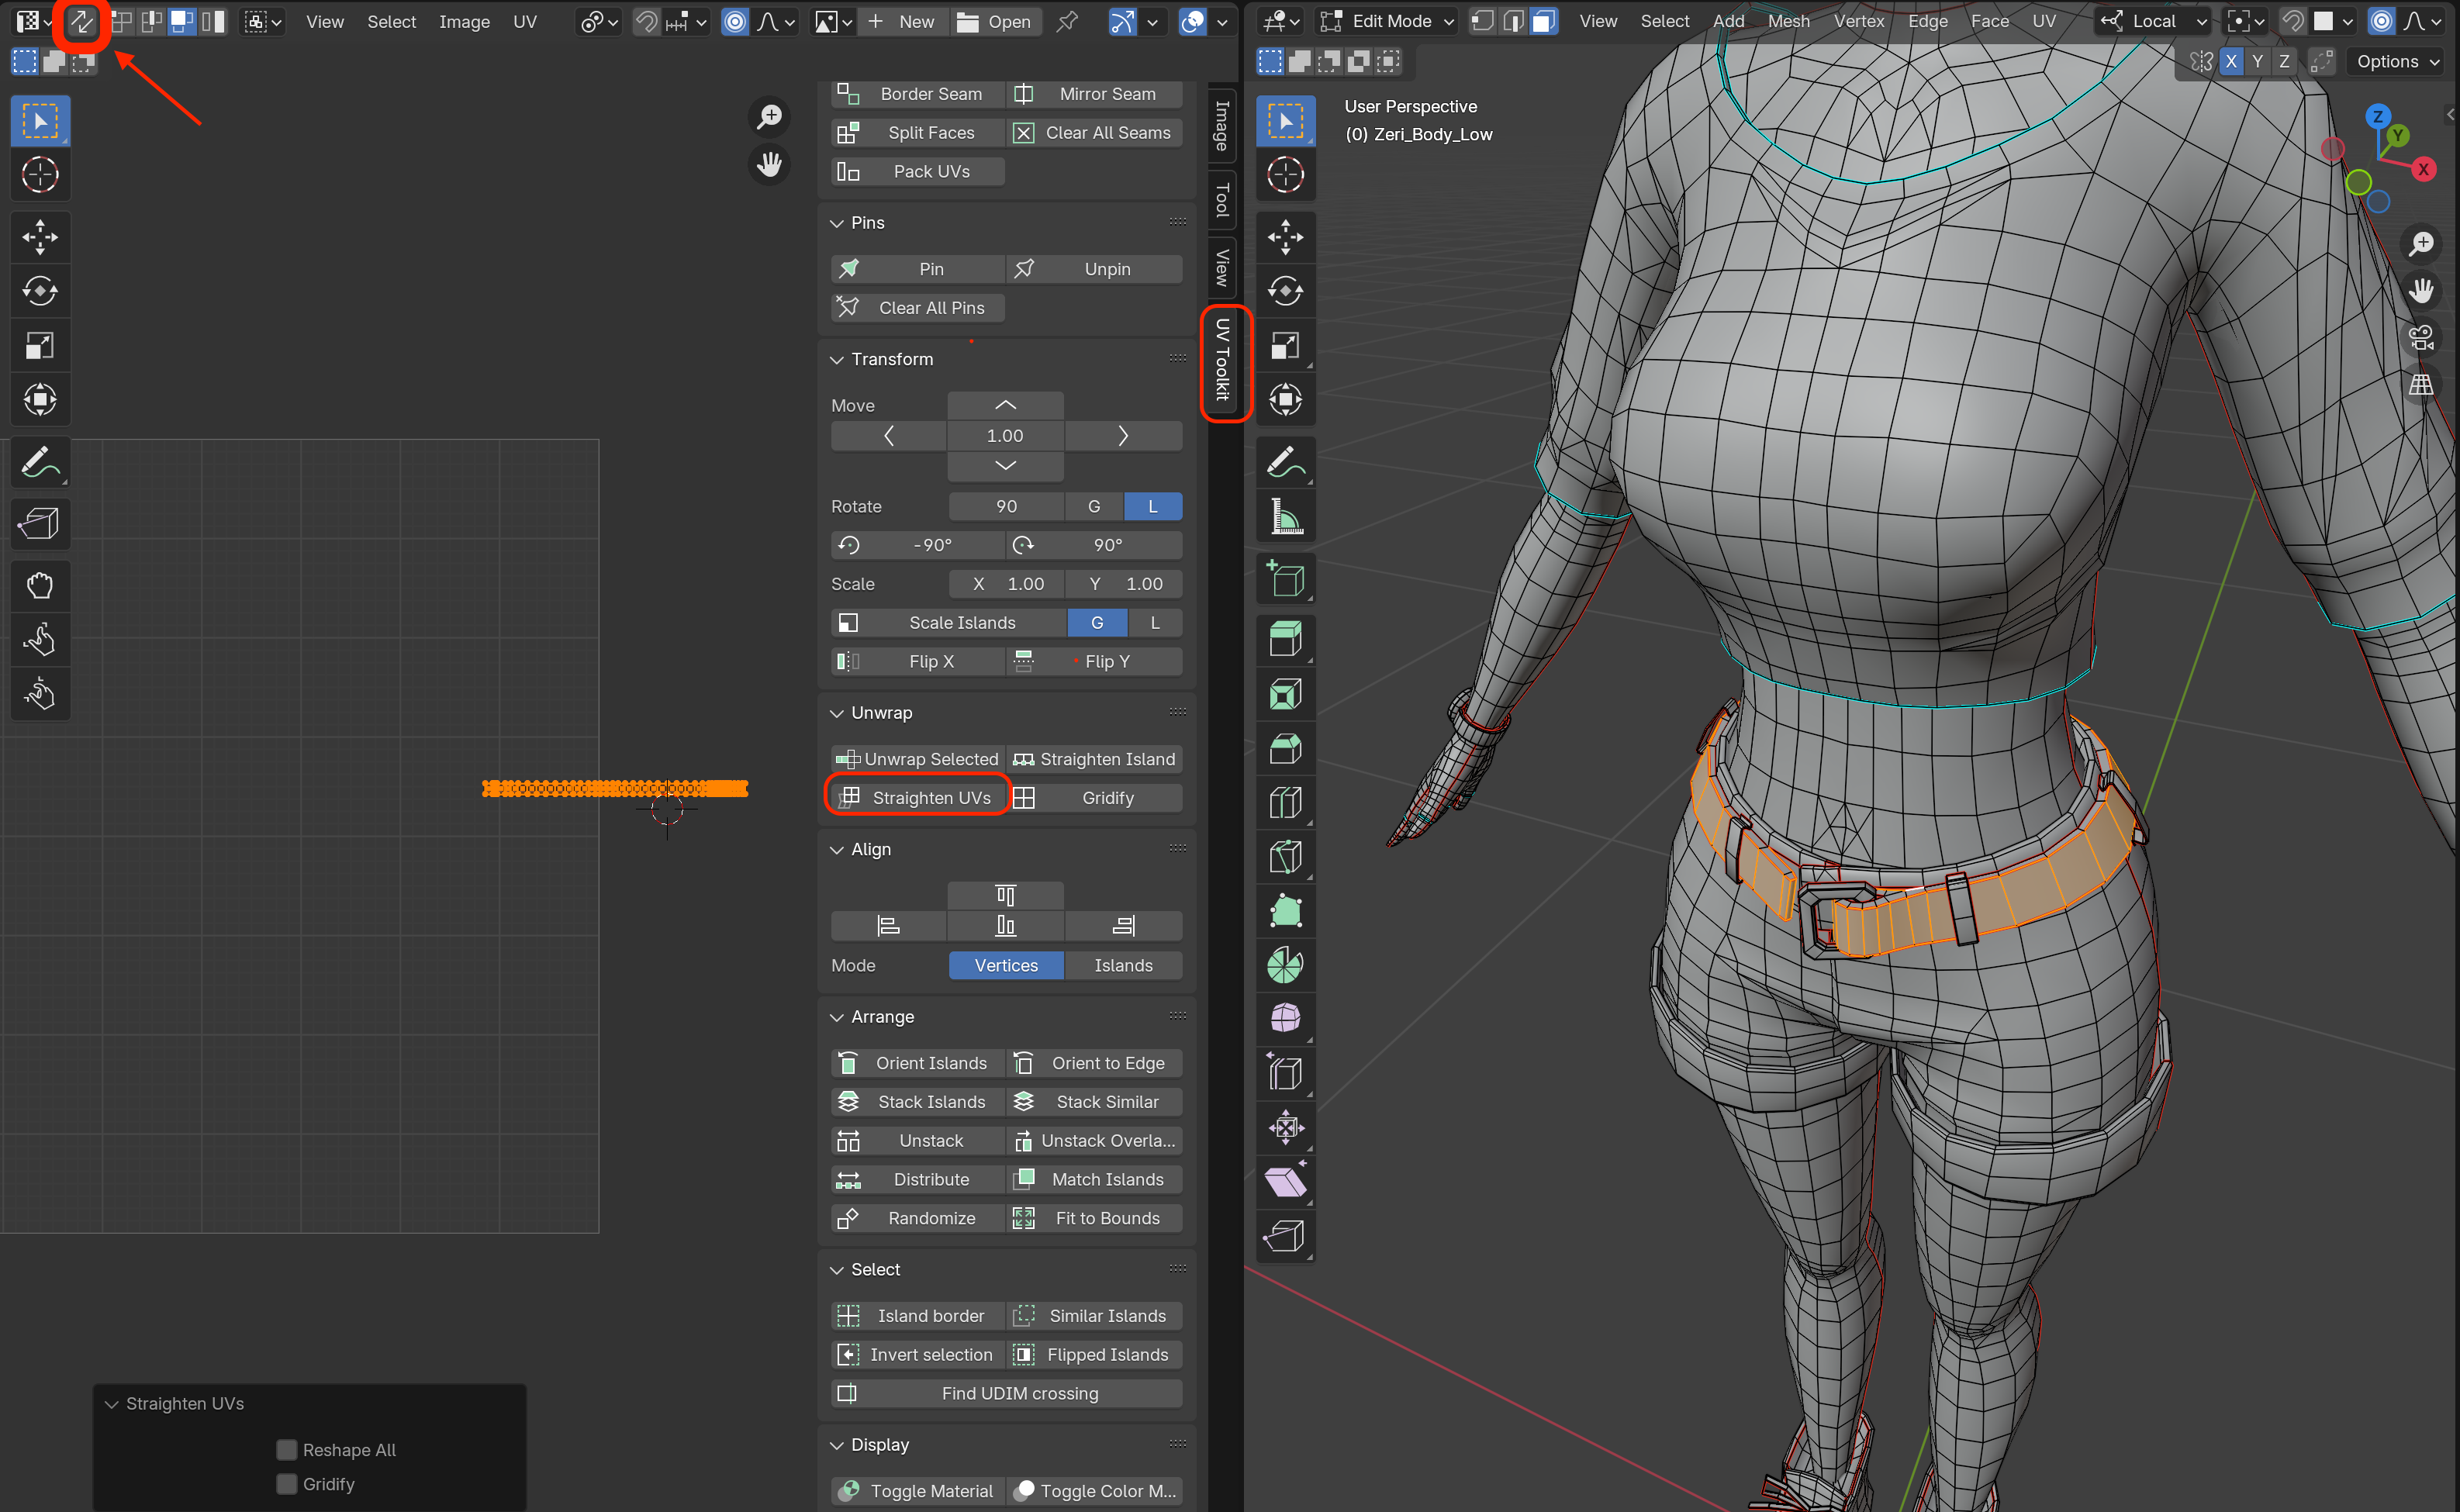 View Select Image UV New Open
Edit Mode View Select Add Mesh Vertex Edge Face UV Local
X Y Z Options
Border Seam Mirror Seam
Split Faces Clear All Seams
Pack UVs
Pins
Pin Unpin
Clear All Pins
Transform
Move
1.00
Rotate 90 G L
-90° 90°
Scale X 1.00 Y 1.00
Scale Islands G L
Flip X Flip Y
Unwrap
Unwrap Selected Straighten Island
Straighten UVs Gridify
Align
Mode Vertices Islands
Arrange
Orient Islands Orient to Edge
Stack Islands Stack Similar
Unstack Unstack Overla...
Distribute Match Islands
Randomize Fit to Bounds
Select
Island border Similar Islands
Invert selection Flipped Islands
Find UDIM crossing
Display
Toggle Material Toggle Color M...
Image
Tool
View
UV Toolkit
Straighten UVs
Reshape All
Gridify
User Perspective
(0) Zeri_Body_Low
Z
Y
X